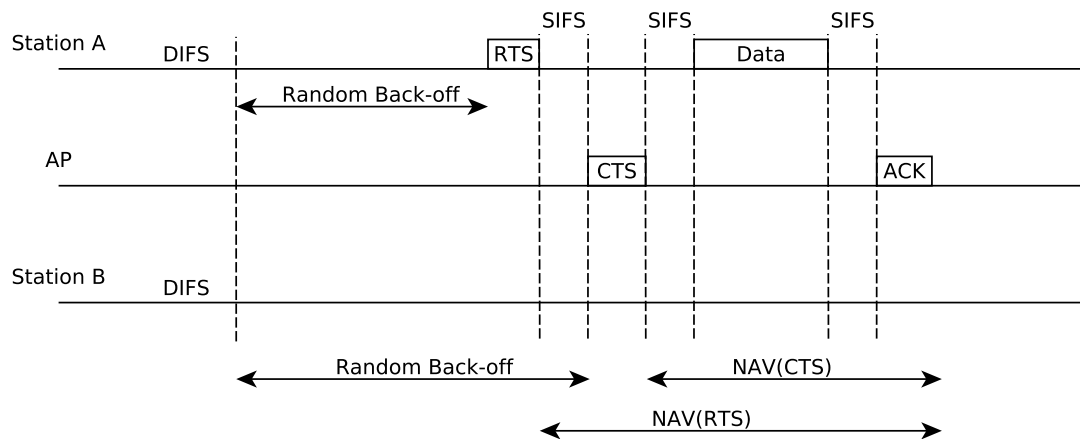 SIFS SIFS SIFS
Station A DIFS RTS Data
Random Back-off
AP CTS ACK
Station B DIFS
Random Back-off NAV(CTS)
NAV(RTS)